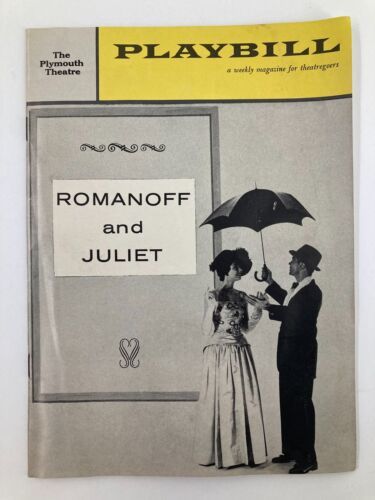 The
Plymouth
Theatre
PLAYBILL
a weekly magazine for theatregoers
ROMANOFF
and
JULIET